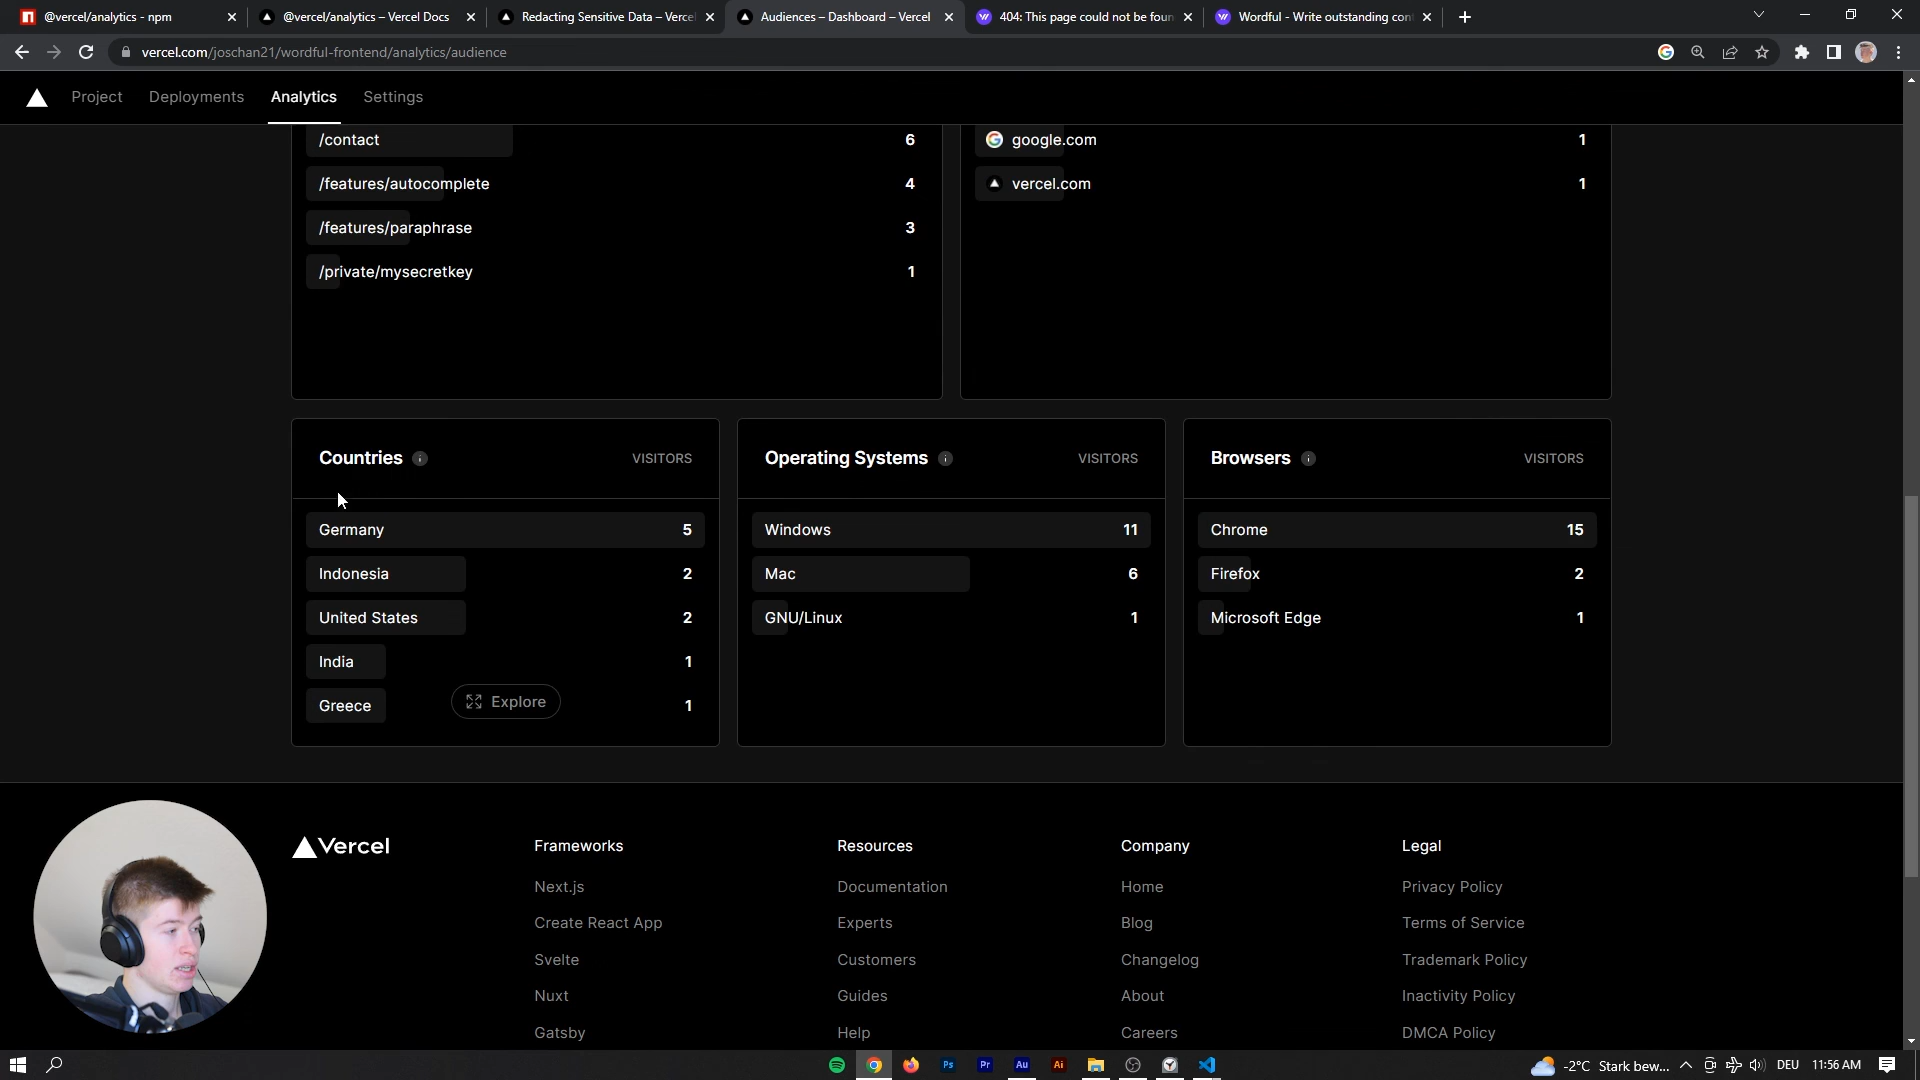 @vercel/analytics - npm
@vercel/analytics – Vercel Docs
Redacting Sensitive Data – Verce
Audiences – Dashboard – Vercel
404: This page could not be foun
Wordful - Write outstanding con
vercel.com/joschan21/wordful-frontend/analytics/audience
Project Deployments Analytics Settings
/contact 6
/features/autocomplete 4
/features/paraphrase 3
/private/mysecretkey 1
google.com 1
vercel.com 1
Countries VISITORS
Germany 5
Indonesia 2
United States 2
India 1
Greece 1
Explore
Operating Systems VISITORS
Windows 11
Mac 6
GNU/Linux 1
Browsers VISITORS
Chrome 15
Firefox 2
Microsoft Edge 1
Vercel
Frameworks
Next.js
Create React App
Svelte
Nuxt
Gatsby
Resources
Documentation
Experts
Customers
Guides
Help
Company
Home
Blog
Changelog
About
Careers
Legal
Privacy Policy
Terms of Service
Trademark Policy
Inactivity Policy
DMCA Policy
Ps Pr Au Ai
-2°C Stark bew... DEU 11:56 AM